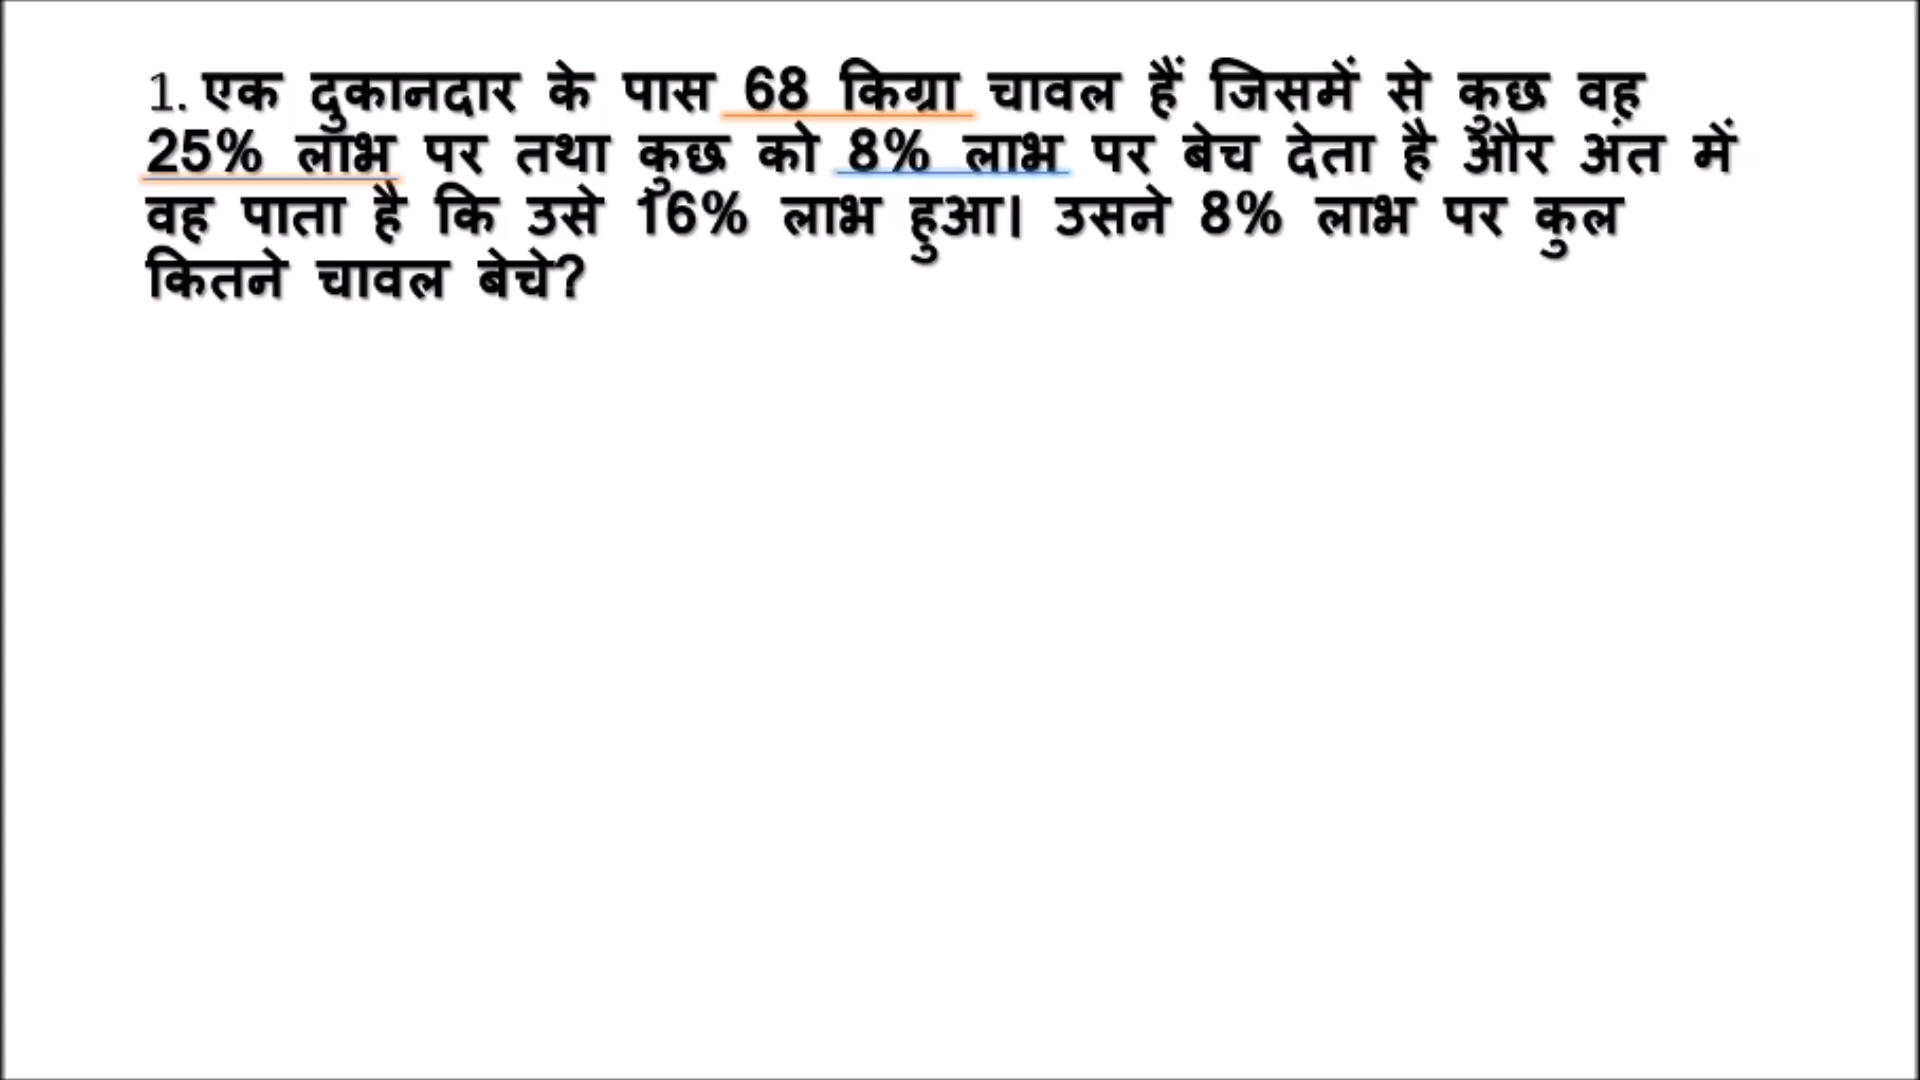 1. एक दुकानदार के पास 68 किग्रा चावल हैं जिसमें से कुछ वह
25% लाभ पर तथा कुछ को 8% लाभ पर बेच देता है और अंत में
वह पाता है कि उसे 16% लाभ हुआ। उसने 8% लाभ पर कुल
कितने चावल बेचे?